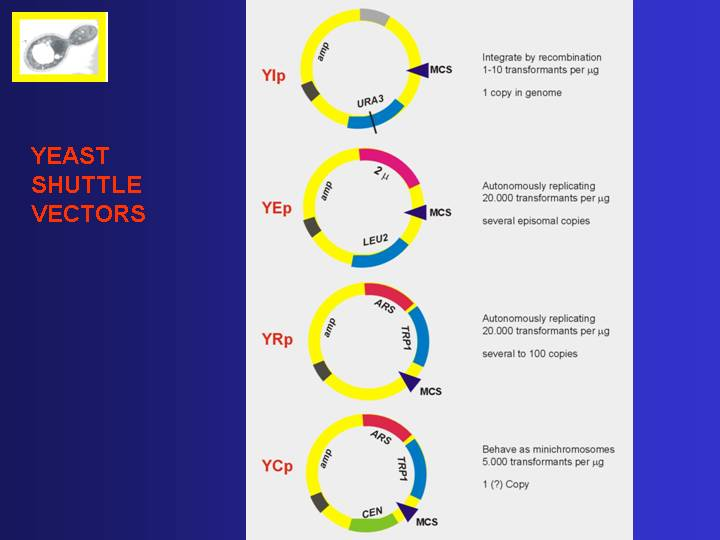 YEAST
SHUTTLE
VECTORS
YIp
amp
MCS
URA3
Integrate by recombination
1-10 transformants per µg
1 copy in genome
YEp
amp
2 µ
MCS
LEU2
Autonomously replicating
20.000 transformants per µg
several episomal copies
YRp
amp
ARS
TRP1
MCS
Autonomously replicating
20.000 transformants per µg
several to 100 copies
YCp
amp
ARS
TRP1
CEN
MCS
Behave as minichromosomes
5.000 transformants per µg
1 (?) Copy